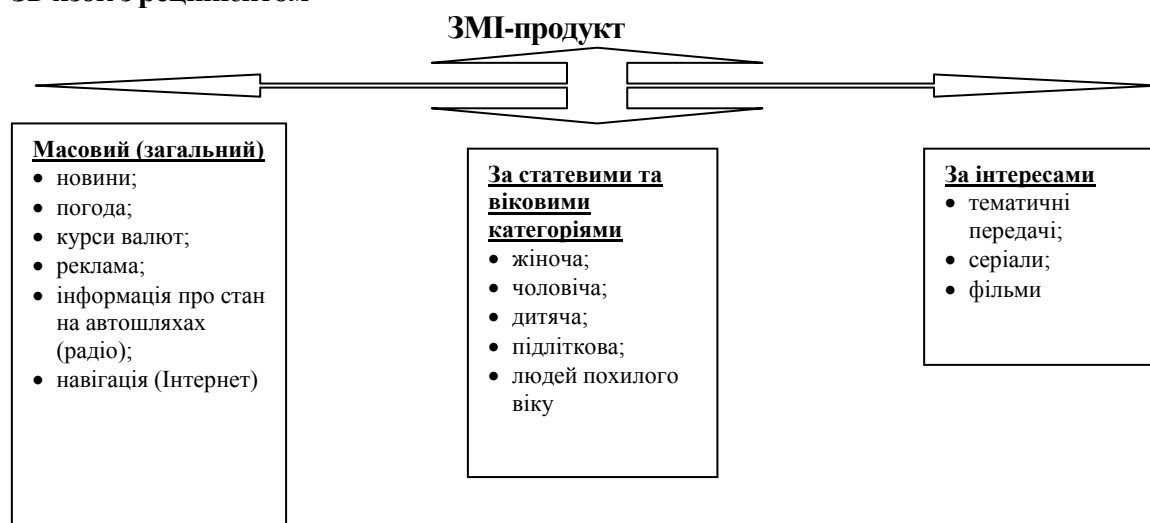 ЗМІ-продукт
Масовий (загальний)
• новини;
• погода;
• курси валют;
• реклама;
• інформація про стан
на автошляхах
(радіо);
• навігація (Інтернет)
За статевими та
віковими
категоріями
• жіноча;
• чоловіча;
• дитяча;
• підліткова;
• людей похилого
віку
За інтересами
• тематичні
передачі;
• серіали;
• фільми